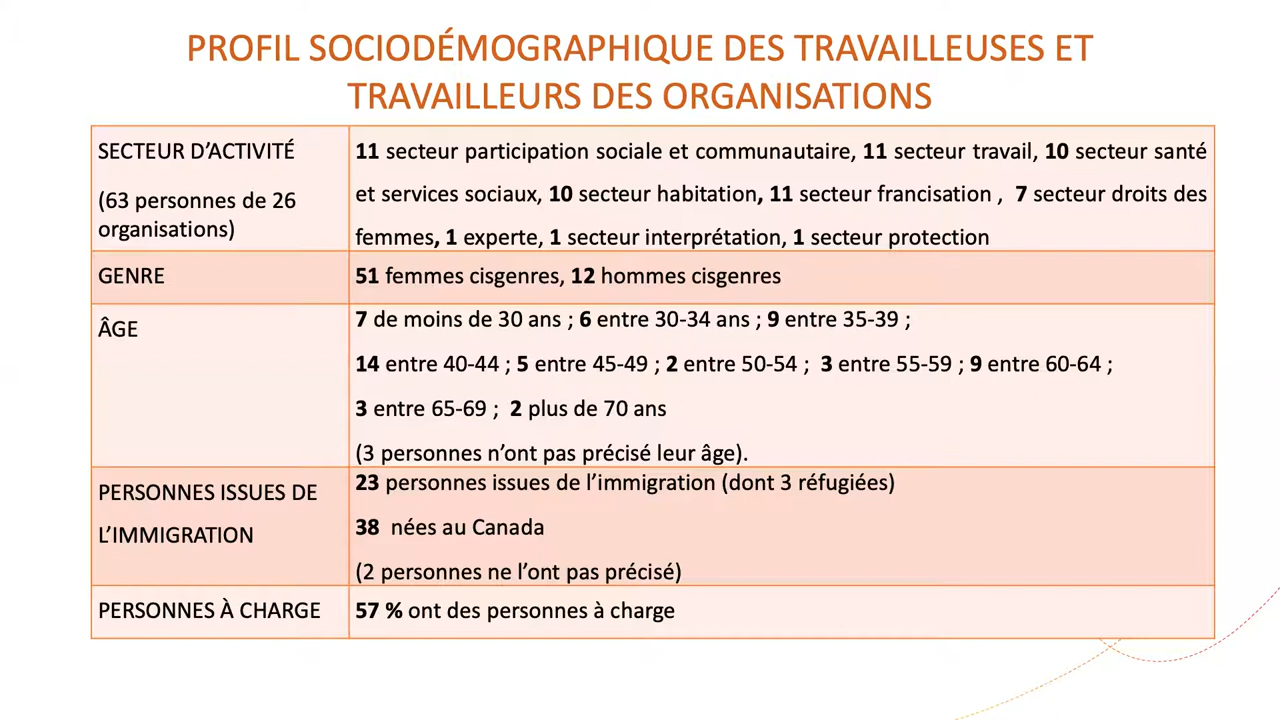 PROFIL SOCIODÉMOGRAPHIQUE DES TRAVAILLEUSES ET
TRAVAILLEURS DES ORGANISATIONS
SECTEUR D’ACTIVITÉ
(63 personnes de 26
organisations)
11 secteur participation sociale et communautaire, 11 secteur travail, 10 secteur santé
et services sociaux, 10 secteur habitation, 11 secteur francisation , 7 secteur droits des
femmes, 1 experte, 1 secteur interprétation, 1 secteur protection
GENRE
51 femmes cisgenres, 12 hommes cisgenres
ÂGE
7 de moins de 30 ans ; 6 entre 30-34 ans ; 9 entre 35-39 ;
14 entre 40-44 ; 5 entre 45-49 ; 2 entre 50-54 ; 3 entre 55-59 ; 9 entre 60-64 ;
3 entre 65-69 ; 2 plus de 70 ans
(3 personnes n’ont pas précisé leur âge).
PERSONNES ISSUES DE
L’IMMIGRATION
23 personnes issues de l’immigration (dont 3 réfugiées)
38 nées au Canada
(2 personnes ne l’ont pas précisé)
PERSONNES À CHARGE
57 % ont des personnes à charge